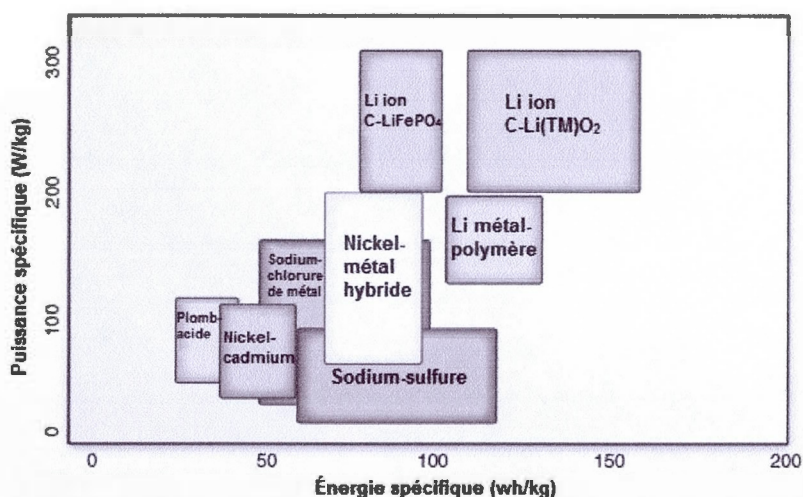 Puissance spécifique (W/kg)
300
200
100
0
Li ion
C-LiFePO₄
Li ion
C-Li(TM)O₂
Li métal-
polymère
Nickel-
métal
hybride
Sodium-
chlorure
de métal
Plomb-
acide
Nickel-
cadmium
Sodium-sulfure
0
50
100
150
200
Énergie spécifique (wh/kg)